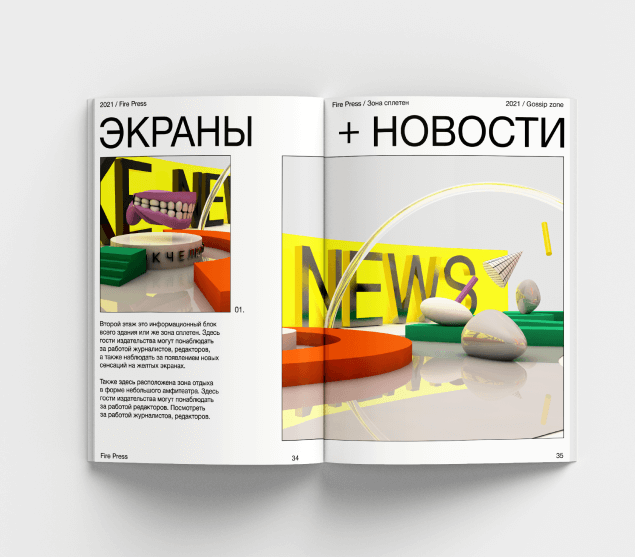 2021 / Fire Press
ЭКРАНЫ
KE NEW
К Ч Е
01.
Второй этаж это информационный блок
всего здания или же зона сплетен. Здесь
гости издательства могут понаблюдать
за работой журналистов, редакторов,
а также наблюдать за появлением новых
сенсаций на желтых экранах.
Также здесь расположена зона отдыха
в форме небольшого амфитеатра. Здесь
гости издательства могут понаблюдать
за работой редакторов. Посмотреть
за работой журналистов, редакторов.
Fire Press
34
Fire Press / Зона сплетен
2021 / Gossip zone
+ НОВОСТИ
NEWS
35